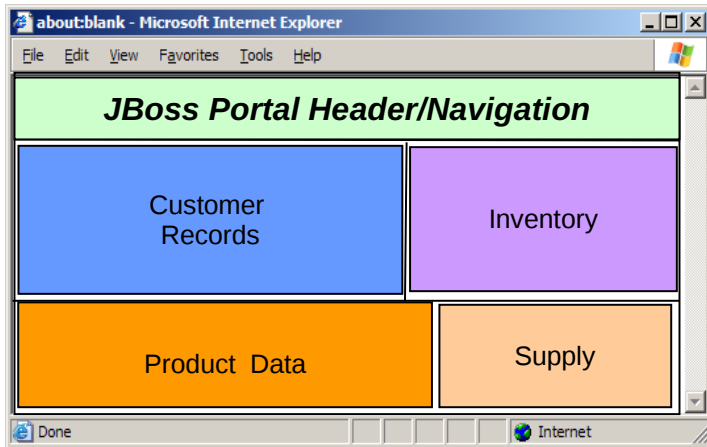 about:blank - Microsoft Internet Explorer
File Edit View Favorites Tools Help
JBoss Portal Header/Navigation
Customer
Records
Inventory
Product Data
Supply
Done
Internet